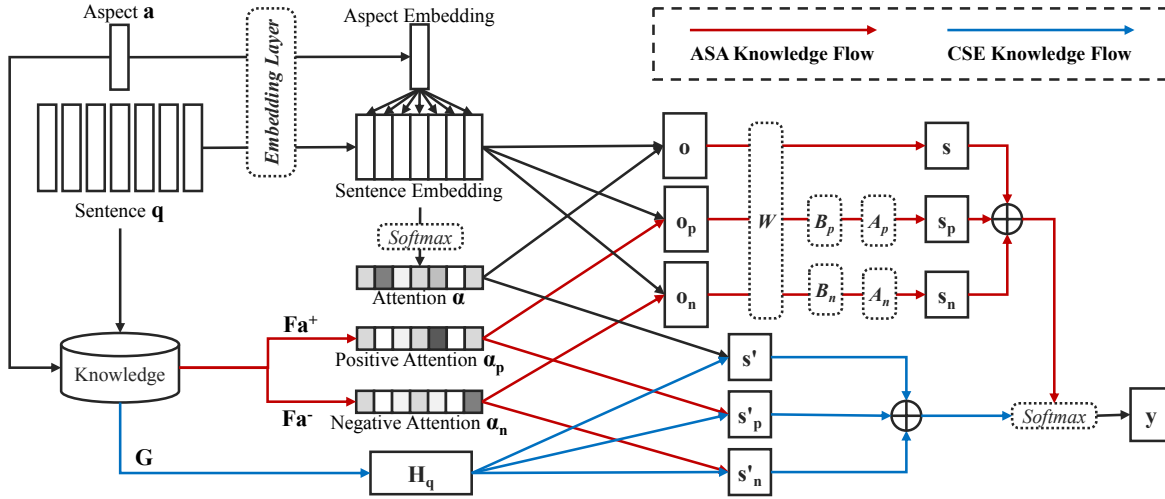 Aspect a
Aspect Embedding
Embedding Layer
ASA Knowledge Flow
CSE Knowledge Flow
Sentence q
Sentence Embedding
Softmax
Attention α
o
W
s
o_p
B_p
A_p
s_p
o_n
B_n
A_n
s_n
Knowledge
Fa⁺
Positive Attention α_p
Fa⁻
Negative Attention α_n
s'
s'_p
s'_n
Softmax
y
G
H_q